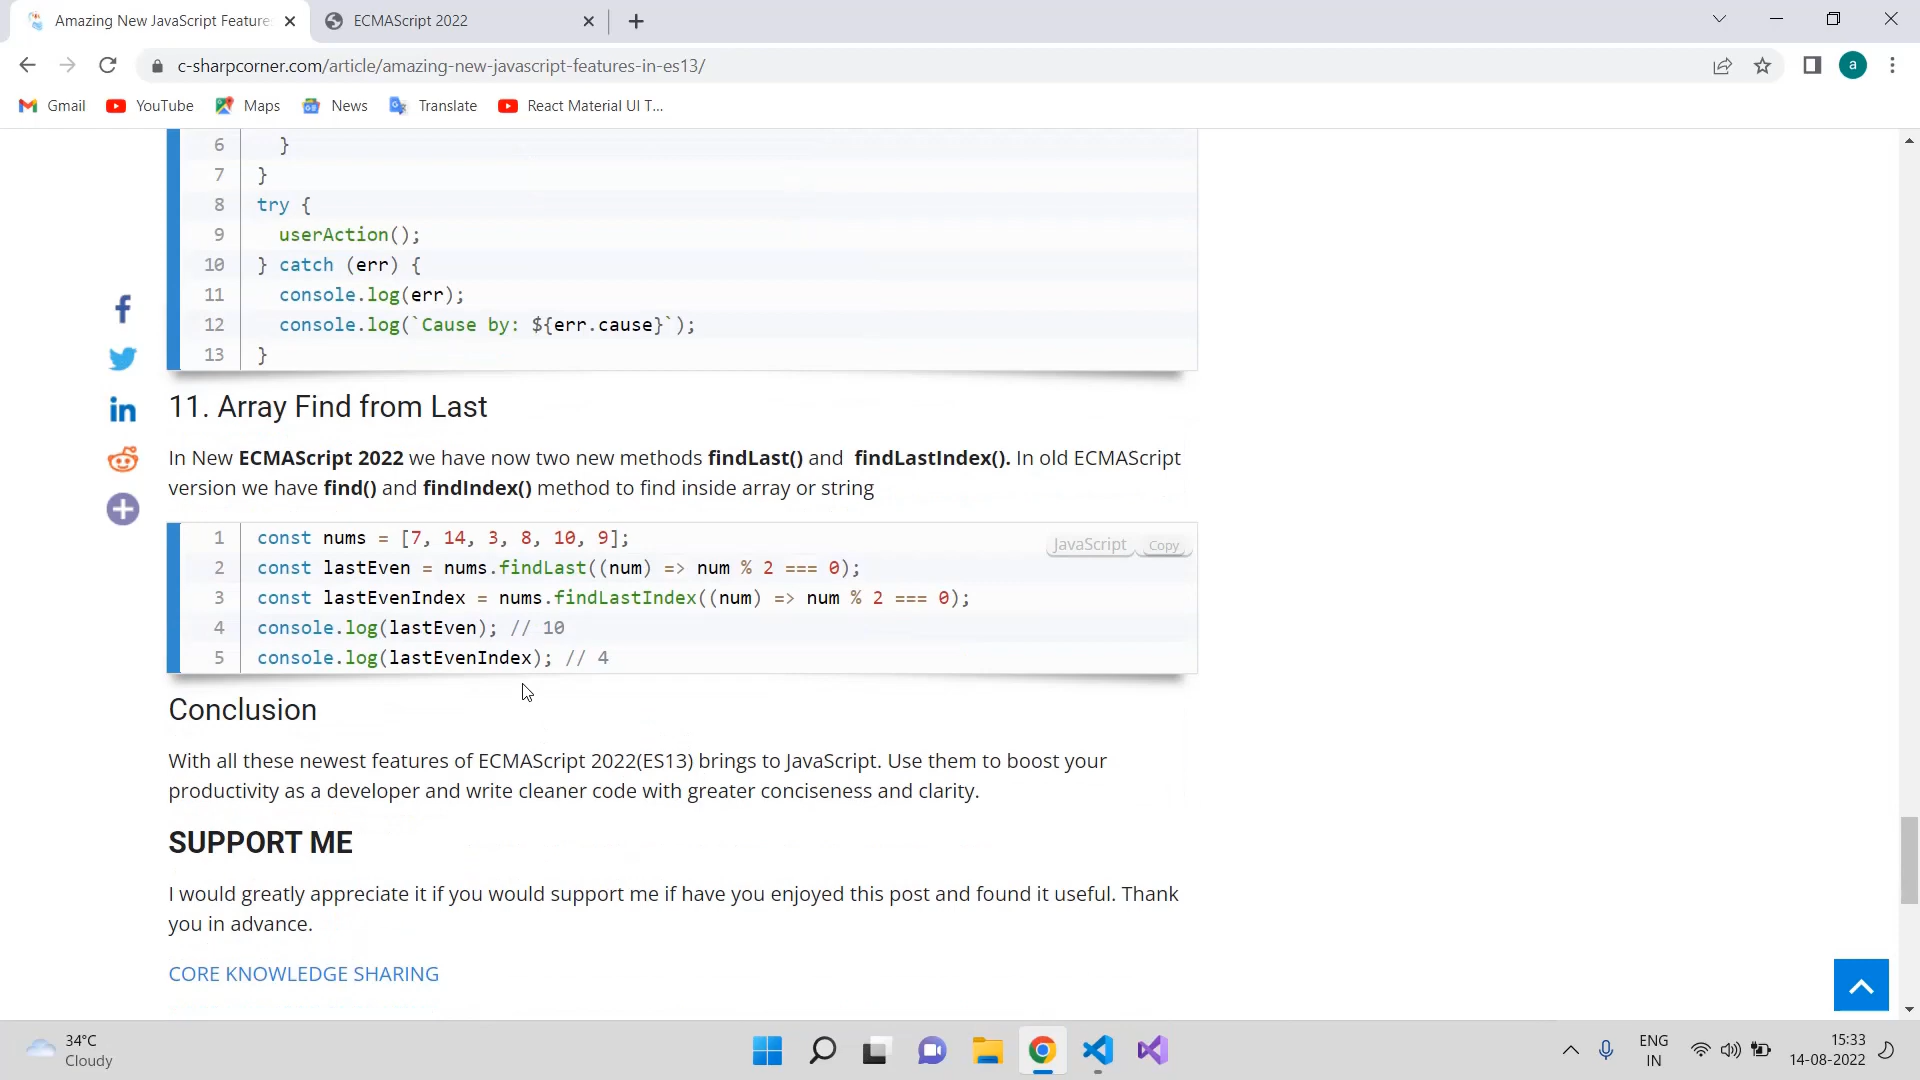 Amazing New JavaScript Feature
ECMAScript 2022
c-sharpcorner.com/article/amazing-new-javascript-features-in-es13/
a
Gmail
YouTube
Maps
News
Translate
React Material UI T...
6 }
7 }
8 try {
9 userAction();
10 } catch (err) {
11 console.log(err);
12 console.log(`Cause by: ${err.cause}`);
13 }
11. Array Find from Last
In New ECMAScript 2022 we have now two new methods findLast() and findLastIndex(). In old ECMAScript
version we have find() and findIndex() method to find inside array or string
JavaScript Copy
1 const nums = [7, 14, 3, 8, 10, 9];
2 const lastEven = nums.findLast((num) => num % 2 === 0);
3 const lastEvenIndex = nums.findLastIndex((num) => num % 2 === 0);
4 console.log(lastEven); // 10
5 console.log(lastEvenIndex); // 4
Conclusion
With all these newest features of ECMAScript 2022(ES13) brings to JavaScript. Use them to boost your
productivity as a developer and write cleaner code with greater conciseness and clarity.
SUPPORT ME
I would greatly appreciate it if you would support me if have you enjoyed this post and found it useful. Thank
you in advance.
CORE KNOWLEDGE SHARING
34°C
Cloudy
ENG
IN
15:33
14-08-2022